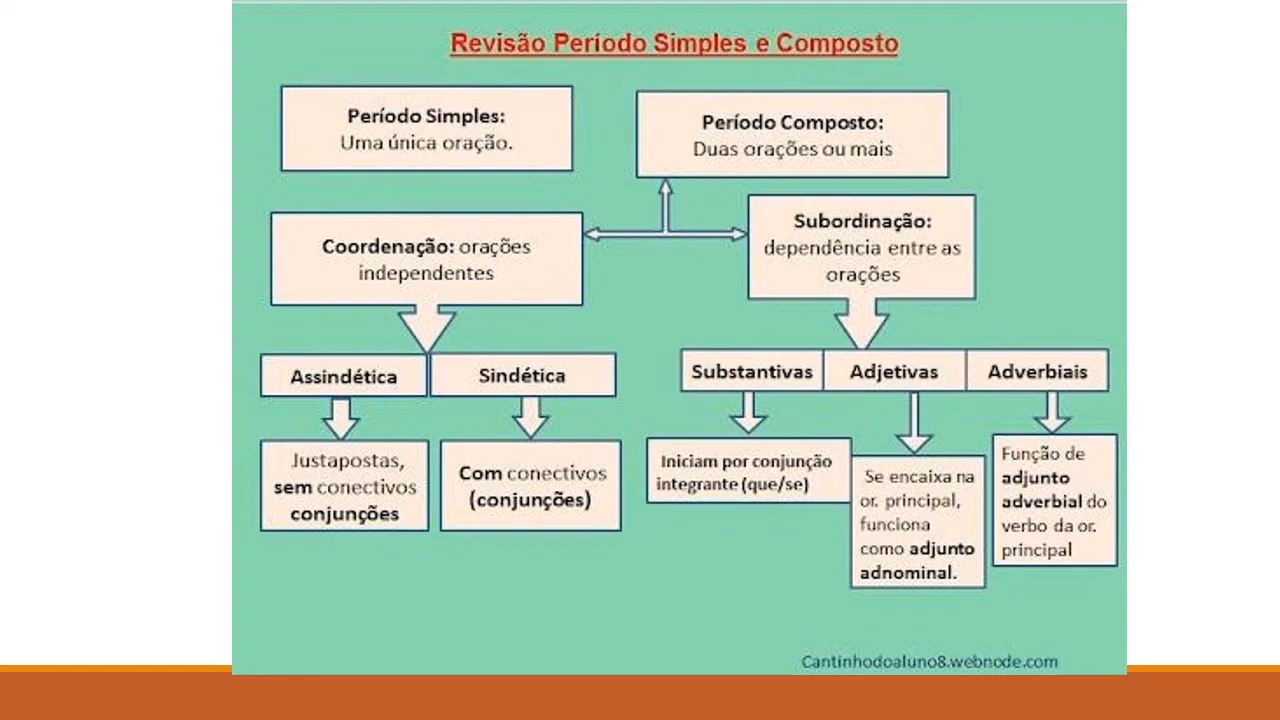 Revisão Período Simples e Composto
Período Simples:
Uma única oração.
Período Composto:
Duas orações ou mais
Coordenação: orações
independentes
Subordinação:
dependência entre as
orações
Assindética
Sindética
Substantivas
Adjetivas
Adverbiais
Justapostas,
sem conectivos
conjunções
Com conectivos
(conjunções)
Iniciam por conjunção
integrante (que/se)
Se encaixa na
or. principal,
funciona
como adjunto
adnominal.
Função de
adjunto
adverbial do
verbo da or.
principal
Cantinhodoaluno8.webnode.com